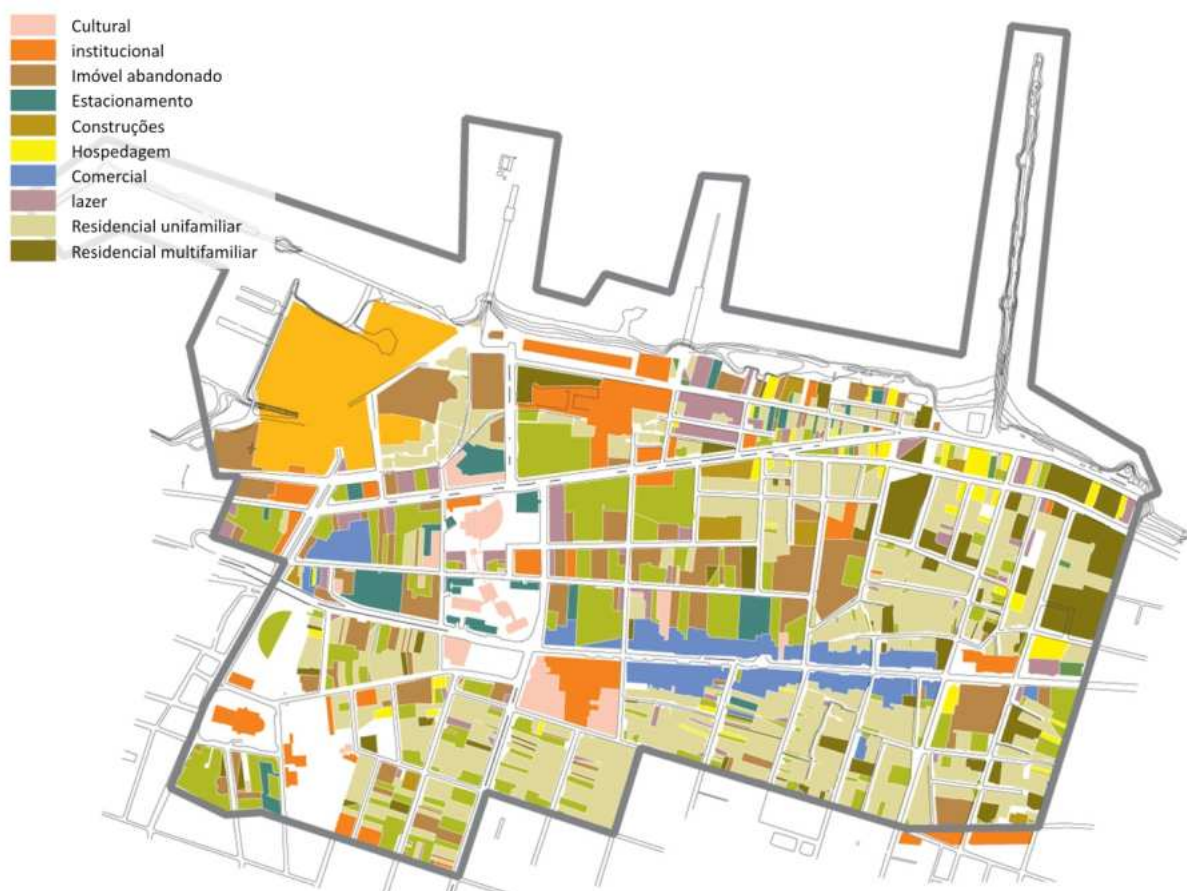 Cultural
institucional
Imóvel abandonado
Estacionamento
Construções
Hospedagem
Comercial
lazer
Residencial unifamiliar
Residencial multifamiliar